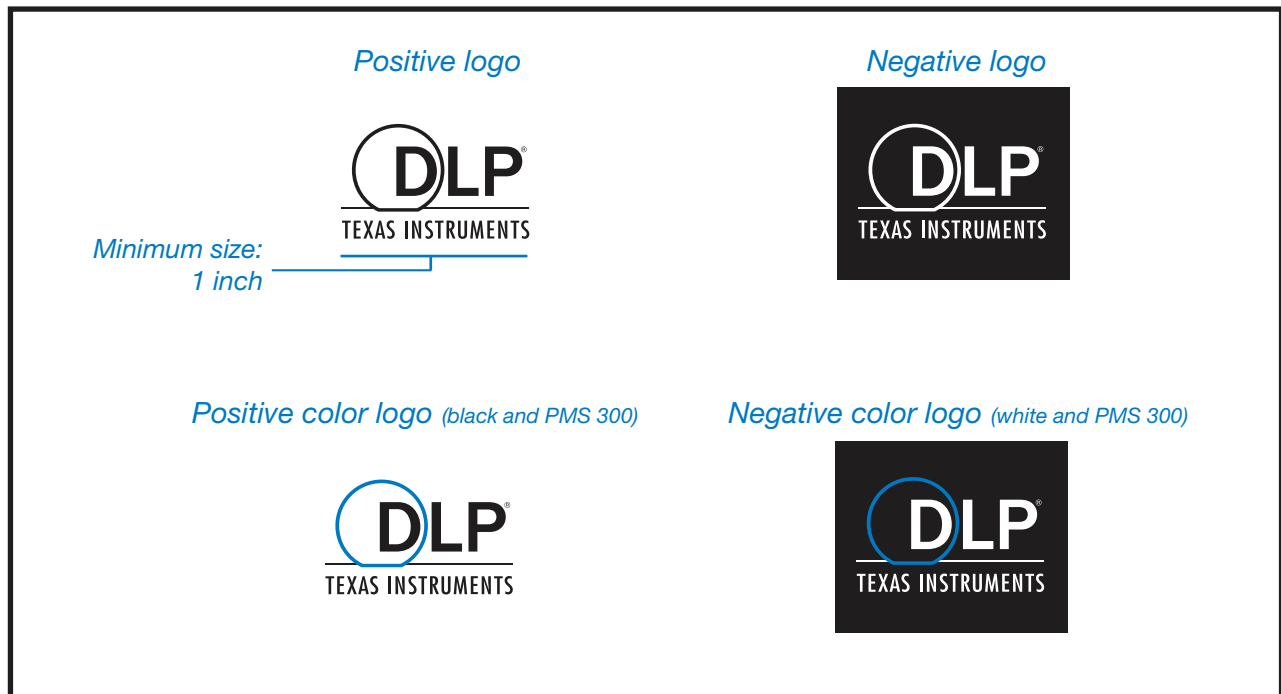 Positive logo
DLP®
TEXAS INSTRUMENTS
Minimum size:
1 inch
Negative logo
DLP®
TEXAS INSTRUMENTS
Positive color logo (black and PMS 300)
DLP®
TEXAS INSTRUMENTS
Negative color logo (white and PMS 300)
DLP®
TEXAS INSTRUMENTS